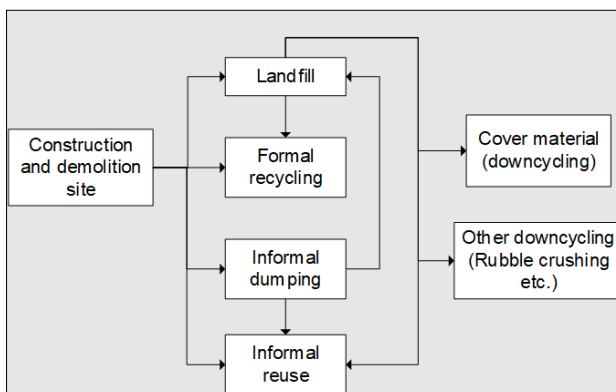 Landfill
Construction
and demolition
site
Formal
recycling
Cover material
(downcycling)
Informal
dumping
Other downcycling
(Rubble crushing
etc.)
Informal
reuse